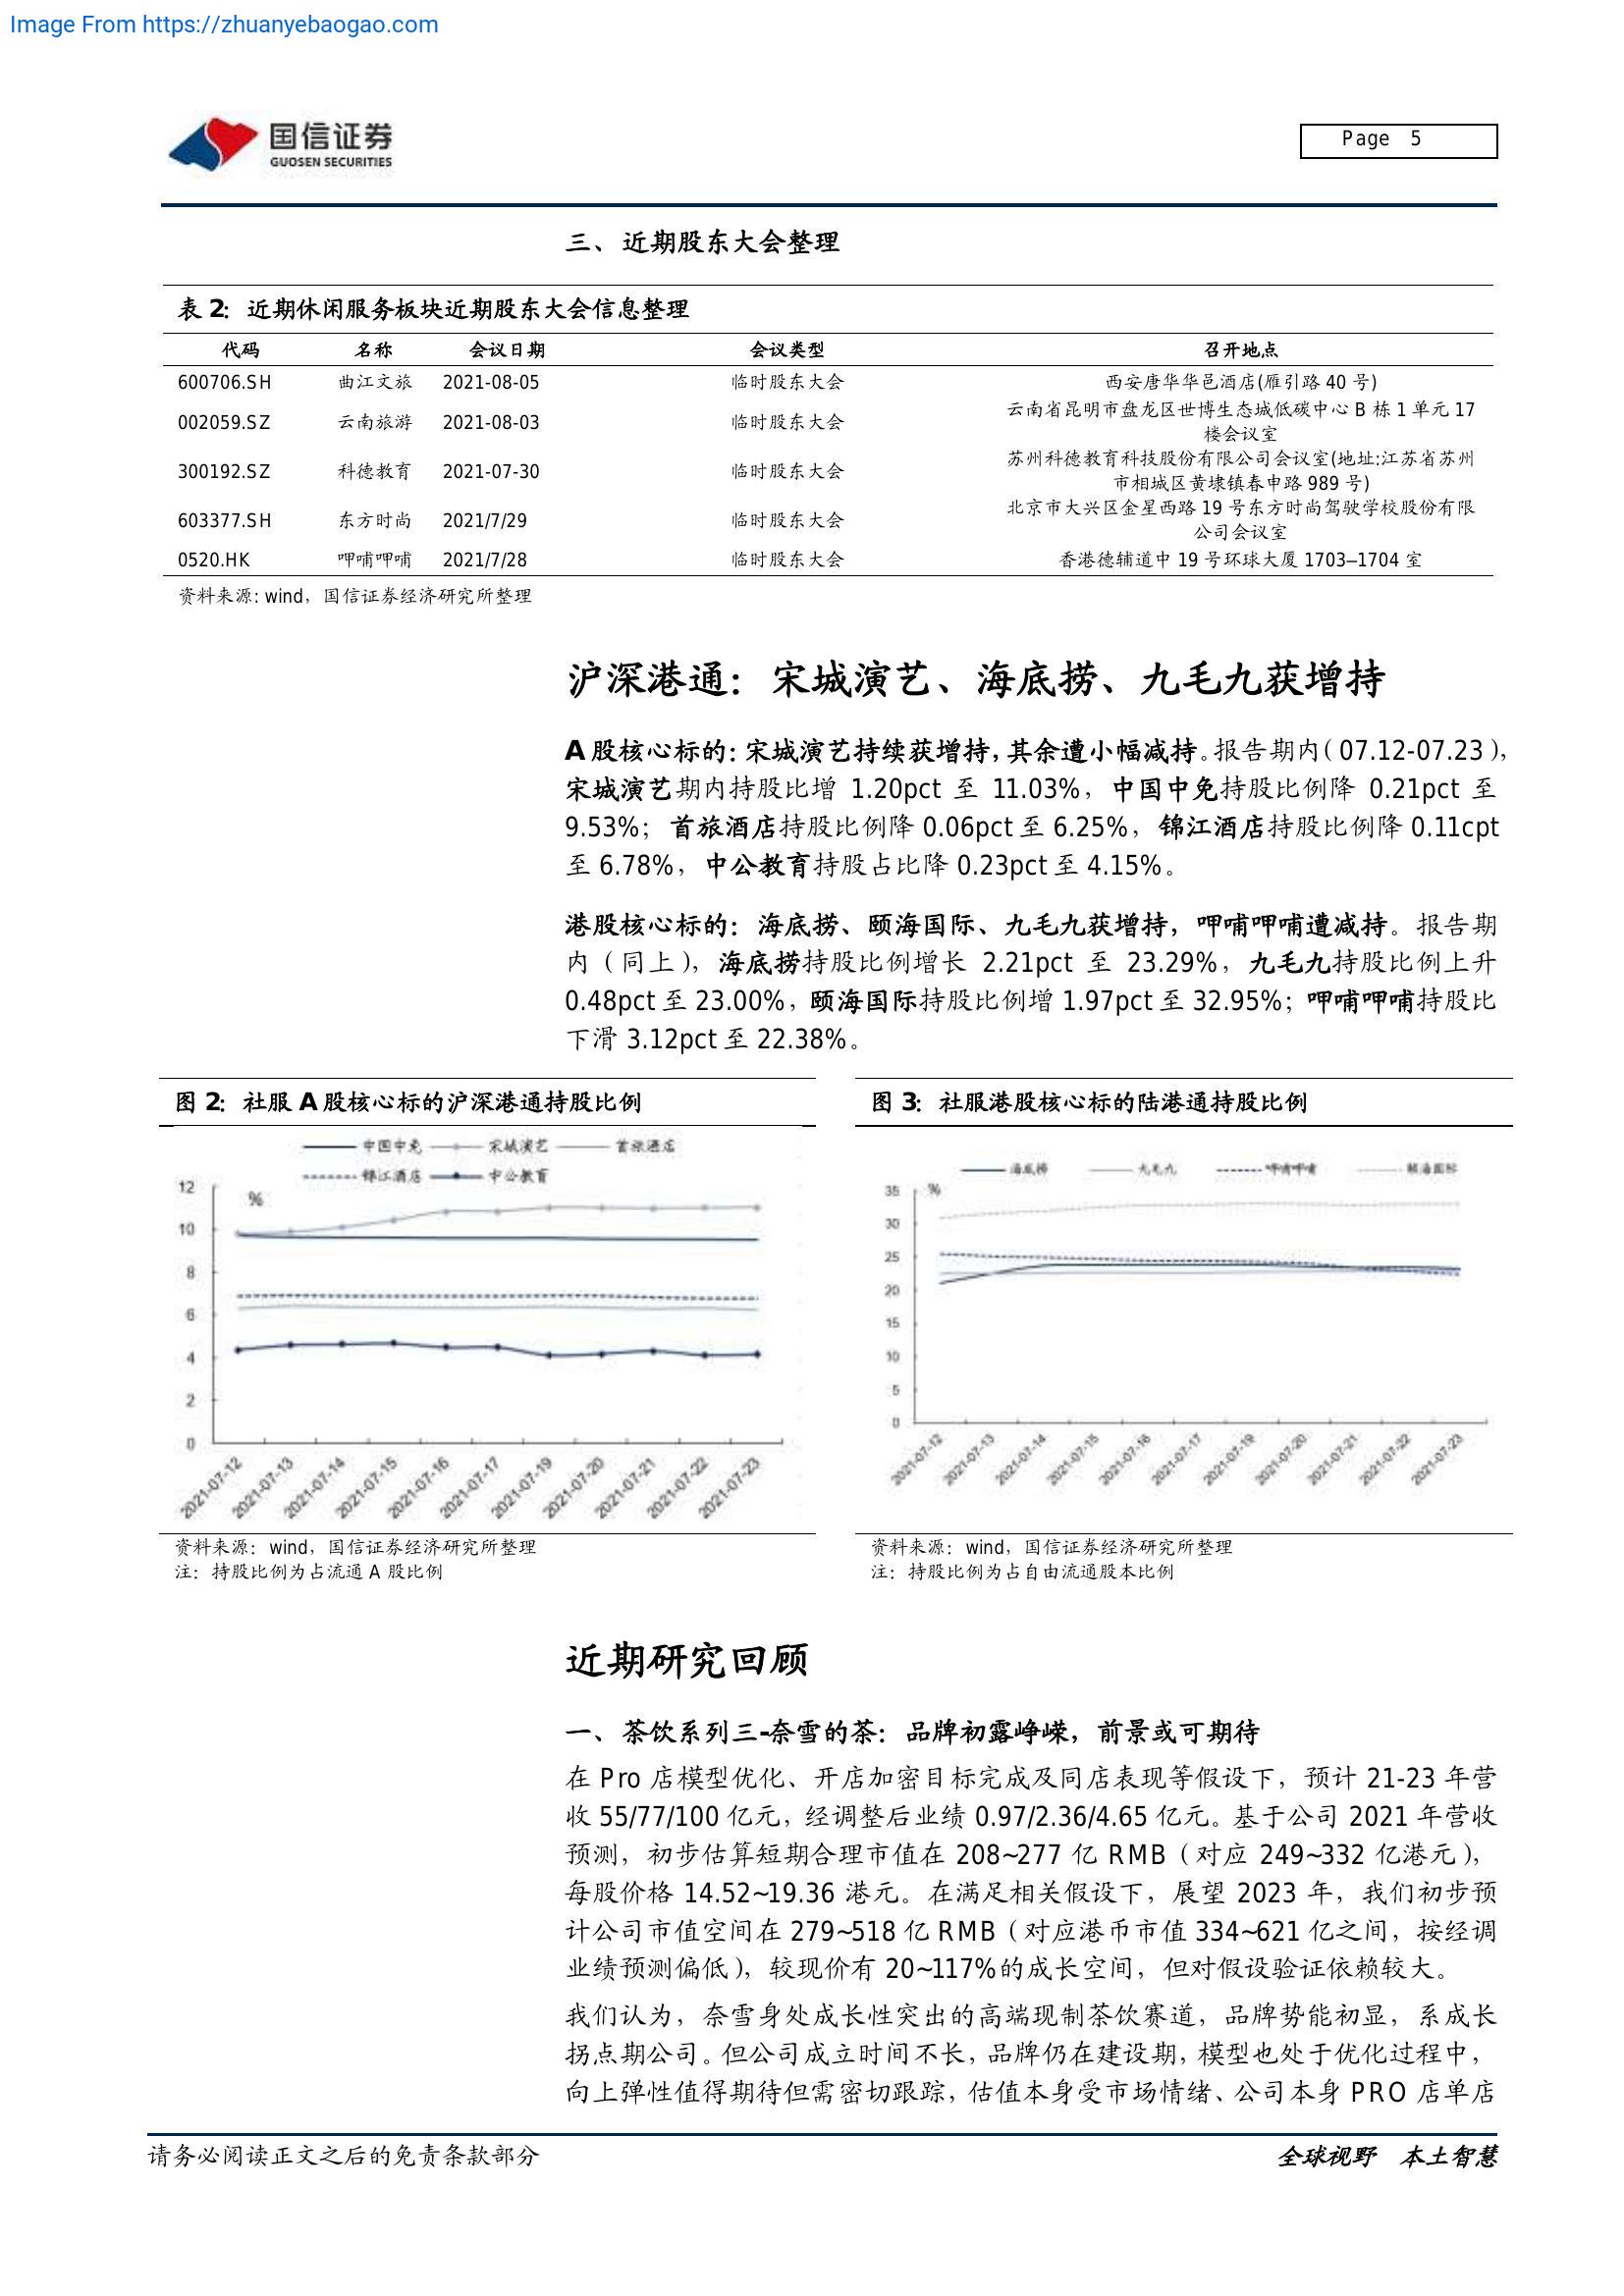 Image From https://zhuanyebaogao.com
国信证券
GUOSEN SECURITIES
Page 5
三、近期股东大会整理
表 2：近期休闲服务板块近期股东大会信息整理
代码 名称 会议日期 会议类型 召开地点
600706.SH 曲江文旅 2021-08-05 临时股东大会 西安唐华华邑酒店(雁引路 40 号)
002059.SZ 云南旅游 2021-08-03 临时股东大会 云南省昆明市盘龙区世博生态城低碳中心 B 栋 1 单元 17
楼会议室
300192.SZ 科德教育 2021-07-30 临时股东大会 苏州科德教育科技股份有限公司会议室(地址:江苏省苏州
市相城区黄埭镇春申路 989 号)
603377.SH 东方时尚 2021/7/29 临时股东大会 北京市大兴区金星西路 19 号东方时尚驾驶学校股份有限
公司会议室
0520.HK 呷哺呷哺 2021/7/28 临时股东大会 香港德辅道中 19 号环球大厦 1703–1704 室
资料来源: wind，国信证券经济研究所整理
沪深港通：宋城演艺、海底捞、九毛九获增持
A 股核心标的：宋城演艺持续获增持，其余遭小幅减持。报告期内（07.12-07.23），
宋城演艺期内持股比增 1.20pct 至 11.03%，中国中免持股比例降 0.21pct 至
9.53%；首旅酒店持股比例降 0.06pct 至 6.25%，锦江酒店持股比例降 0.11cpt
至 6.78%，中公教育持股占比降 0.23pct 至 4.15%。
港股核心标的：海底捞、颐海国际、九毛九获增持，呷哺呷哺遭减持。报告期
内（同上），海底捞持股比例增长 2.21pct 至 23.29%，九毛九持股比例上升
0.48pct 至 23.00%，颐海国际持股比例增 1.97pct 至 32.95%；呷哺呷哺持股比
下滑 3.12pct 至 22.38%。
图 2：社服 A 股核心标的沪深港通持股比例
中国中免 宋城演艺 首旅酒店
锦江酒店 中公教育
%
12
10
8
6
4
2
0
2021-07-12 2021-07-13 2021-07-14 2021-07-15 2021-07-16 2021-07-17 2021-07-19 2021-07-20 2021-07-21 2021-07-22 2021-07-23
资料来源：wind，国信证券经济研究所整理
注：持股比例为占流通 A 股比例
图 3：社服港股核心标的陆港通持股比例
海底捞 九毛九 呷哺呷哺 颐海国际
%
35
30
25
20
15
10
5
0
2021-07-12 2021-07-13 2021-07-14 2021-07-15 2021-07-16 2021-07-17 2021-07-19 2021-07-20 2021-07-21 2021-07-22 2021-07-23
资料来源：wind，国信证券经济研究所整理
注：持股比例为占自由流通股本比例
近期研究回顾
一、茶饮系列三-奈雪的茶：品牌初露峥嵘，前景或可期待
在 Pro 店模型优化、开店加密目标完成及同店表现等假设下，预计 21-23 年营
收 55/77/100 亿元，经调整后业绩 0.97/2.36/4.65 亿元。基于公司 2021 年营收
预测，初步估算短期合理市值在 208~277 亿 RMB（对应 249~332 亿港元），
每股价格 14.52~19.36 港元。在满足相关假设下，展望 2023 年，我们初步预
计公司市值空间在 279~518 亿 RMB（对应港币市值 334~621 亿之间，按经调
业绩预测偏低），较现价有 20~117%的成长空间，但对假设验证依赖较大。
我们认为，奈雪身处成长性突出的高端现制茶饮赛道，品牌势能初显，系成长
拐点期公司。但公司成立时间不长，品牌仍在建设期，模型也处于优化过程中，
向上弹性值得期待但需密切跟踪，估值本身受市场情绪、公司本身 PRO 店单店
请务必阅读正文之后的免责条款部分
全球视野 本土智慧